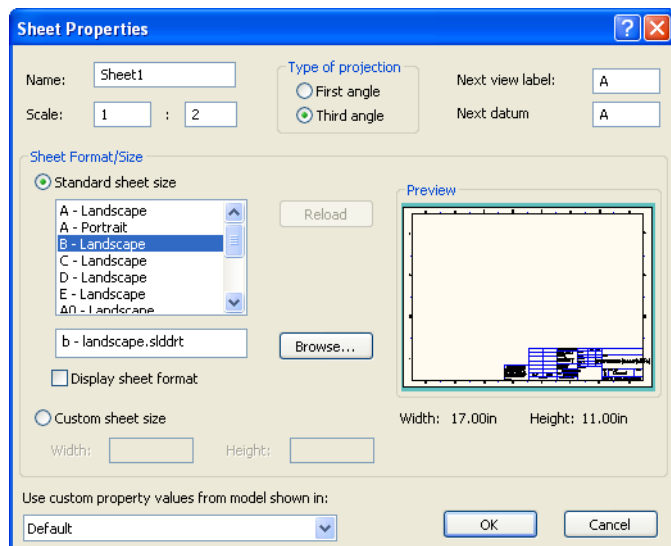 Sheet Properties
Name: Sheet1
Type of projection
First angle
Third angle
Next view label: A
Scale: 1 : 2
Next datum A
Sheet Format/Size
Standard sheet size
A - Landscape
A - Portrait
B - Landscape
C - Landscape
D - Landscape
E - Landscape
A0 - Landscape
Reload
Preview
b - landscape.slddrt
Browse...
Display sheet format
Custom sheet size
Width: 17.00in Height: 11.00in
Width: Height:
Use custom property values from model shown in:
Default
OK Cancel